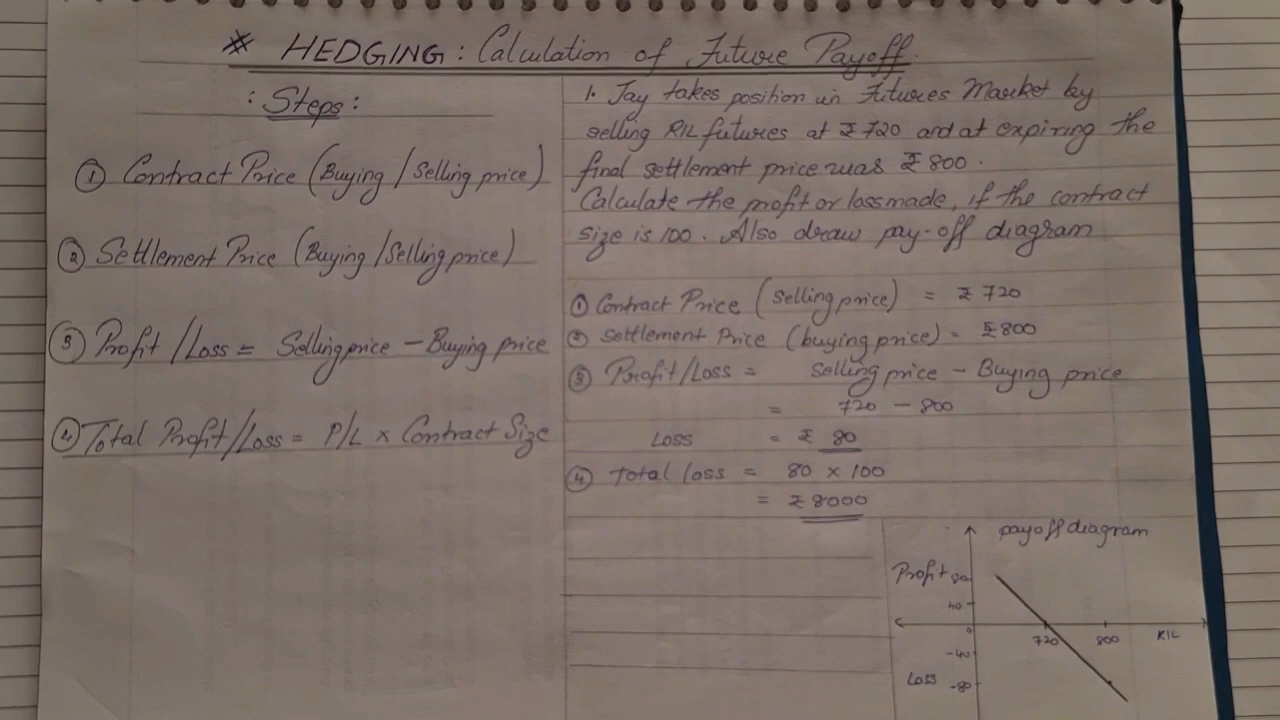 * HEDGING: Calculation of Future Payoff.
: Steps:
① Contract Price (Buying / Selling price)
② Settlement Price (Buying / Selling price)
③ Profit / Loss = Selling price - Buying price
④ Total Profit/Loss = P/L x Contract Size
1. Jay takes position in Futures Market by
selling RIL futures at ₹ 720 and at expiring the
final settlement price was ₹ 800.
Calculate the profit or loss made, if the contract
size is 100. Also draw pay-off diagram
① Contract Price (selling price) = ₹ 720
② Settlement Price (buying price) = ₹ 800
③ Profit/Loss = Selling price - Buying price
= 720 - 800
Loss = ₹ 80
④ Total loss = 80 x 100
= ₹ 8000
payoff diagram
Profit 80
40
0
720 800 RIL
-40
Loss -80